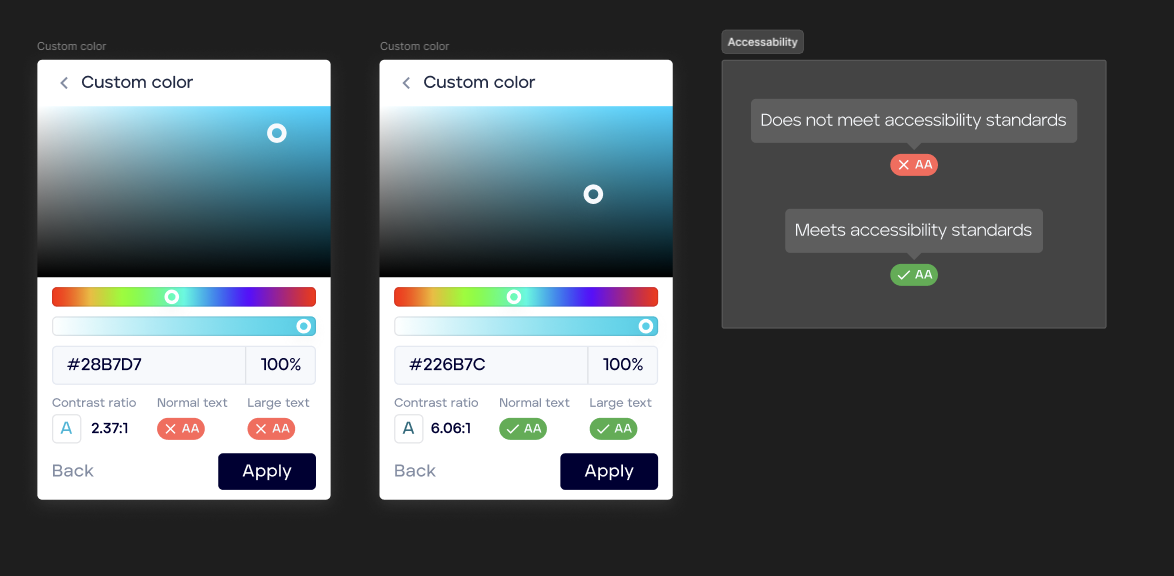 Custom color
Custom color
#28B7D7 100%
Contrast ratio Normal text Large text
A 2.37:1 AA AA
Back Apply
Custom color
Custom color
#226B7C 100%
Contrast ratio Normal text Large text
A 6.06:1 AA AA
Back Apply
Accessability
Does not meet accessibility standards
AA
Meets accessibility standards
AA